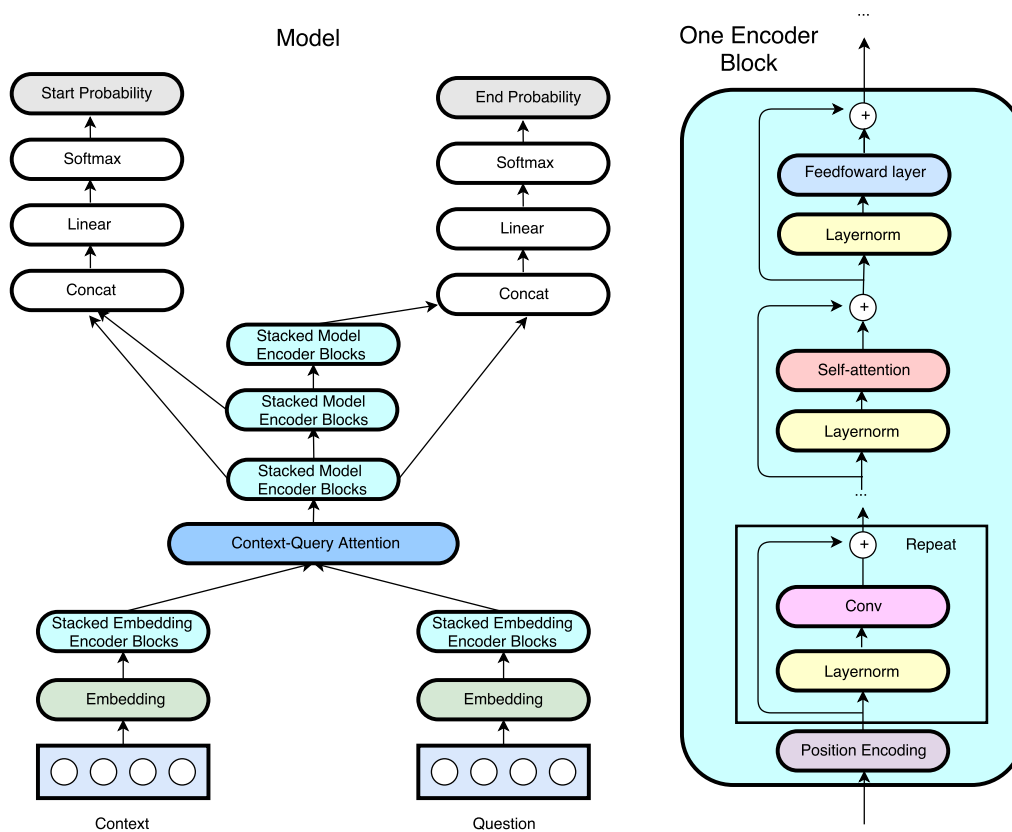 Model
Start Probability
Softmax
Linear
Concat
End Probability
Softmax
Linear
Concat
Stacked Model
Encoder Blocks
Stacked Model
Encoder Blocks
Stacked Model
Encoder Blocks
Context-Query Attention
Stacked Embedding
Encoder Blocks
Stacked Embedding
Encoder Blocks
Embedding
Embedding
Context
Question
One Encoder
Block
...
+
Feedfoward layer
Layernorm
+
Self-attention
Layernorm
...
+
Repeat
Conv
Layernorm
Position Encoding